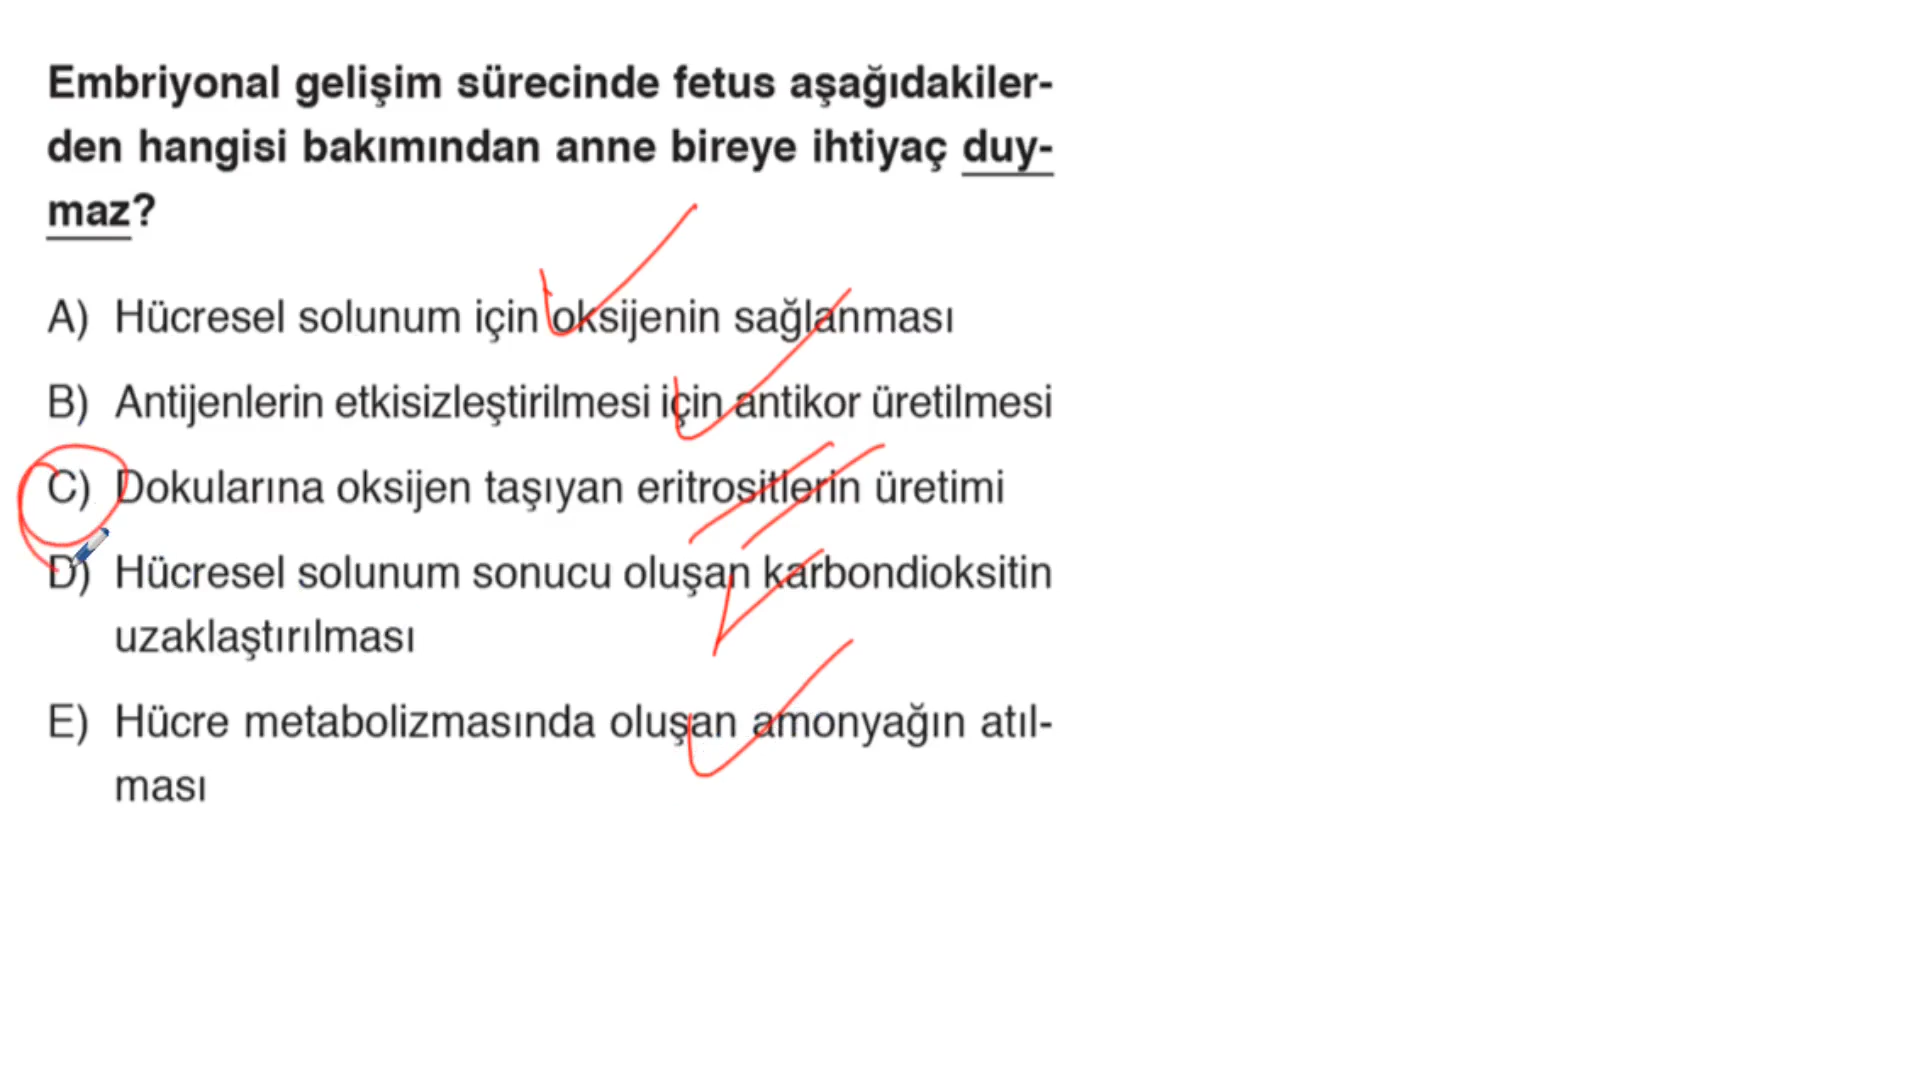 Embriyonal gelişim sürecinde fetus aşağıdakiler-
den hangisi bakımından anne bireye ihtiyaç duy-
maz?
A) Hücresel solunum için oksijenin sağlanması
B) Antijenlerin etkisizleştirilmesi için antikor üretilmesi
C) Dokularına oksijen taşıyan eritrositlerin üretimi
D) Hücresel solunum sonucu oluşan karbondioksitin
uzaklaştırılması
E) Hücre metabolizmasında oluşan amonyağın atıl-
ması